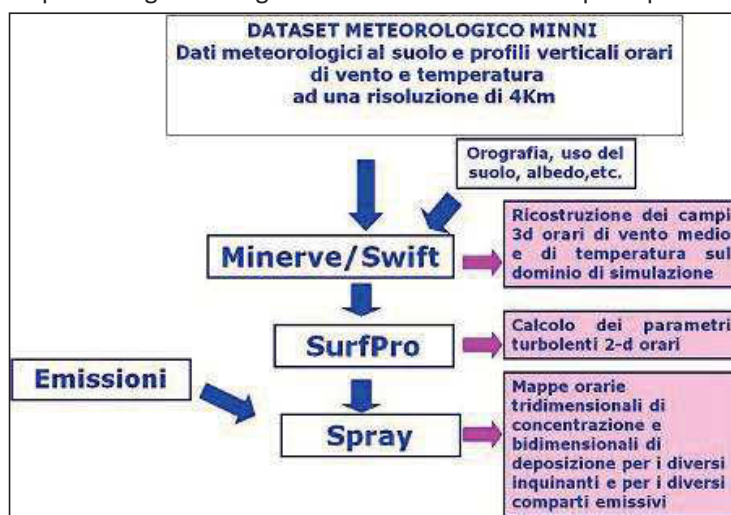 DATASET METEOROLOGICO MINNI
Dati meteorologici al suolo e profili verticali orari
di vento e temperatura
ad una risoluzione di 4Km
Orografia, uso del
suolo, albedo,etc.
Minerve/Swift
Ricostruzione dei campi
3d orari di vento medio
e di temperatura sul
dominio di simulazione
SurfPro
Calcolo dei parametri
turbolenti 2-d orari
Emissioni
Spray
Mappe orarie
tridimensionali di
concentrazione e
bidimensionali di
deposizione per i diversi
inquinanti e per i diversi
comparti emissivi